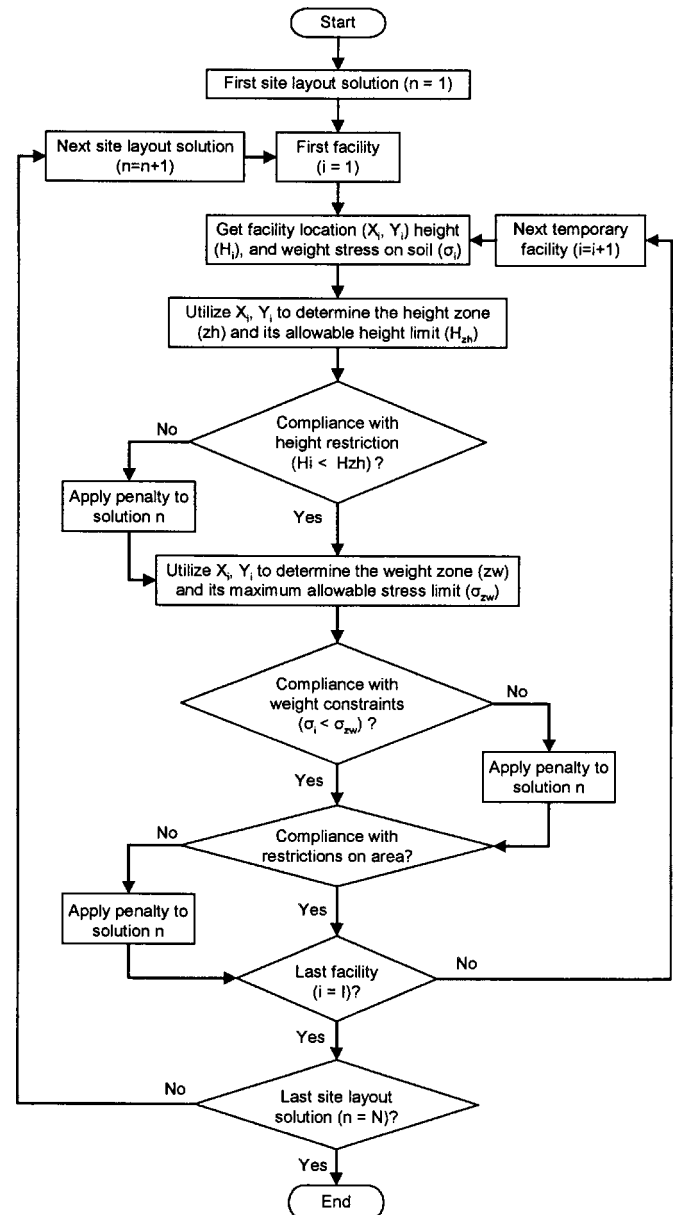 Start
First site layout solution (n = 1)
Next site layout solution
(n=n+1)
First facility
(i = 1)
Get facility location (Xi, Yi) height
(Hi), and weight stress on soil (σi)
Next temporary
facility (i=i+1)
Utilize Xi, Yi to determine the height zone
(zh) and its allowable height limit (Hzh)
No
Compliance with
height restriction
(Hi < Hzh) ?
Apply penalty to
solution n
Yes
Utilize Xi, Yi to determine the weight zone (zw)
and its maximum allowable stress limit (σzw)
Compliance with
weight constraints
(σi < σzw) ?
No
Apply penalty to
solution n
Yes
No
Compliance with
restrictions on area?
Apply penalty to
solution n
Yes
Last facility
(i = I)?
No
Yes
No
Last site layout
solution (n = N)?
Yes
End